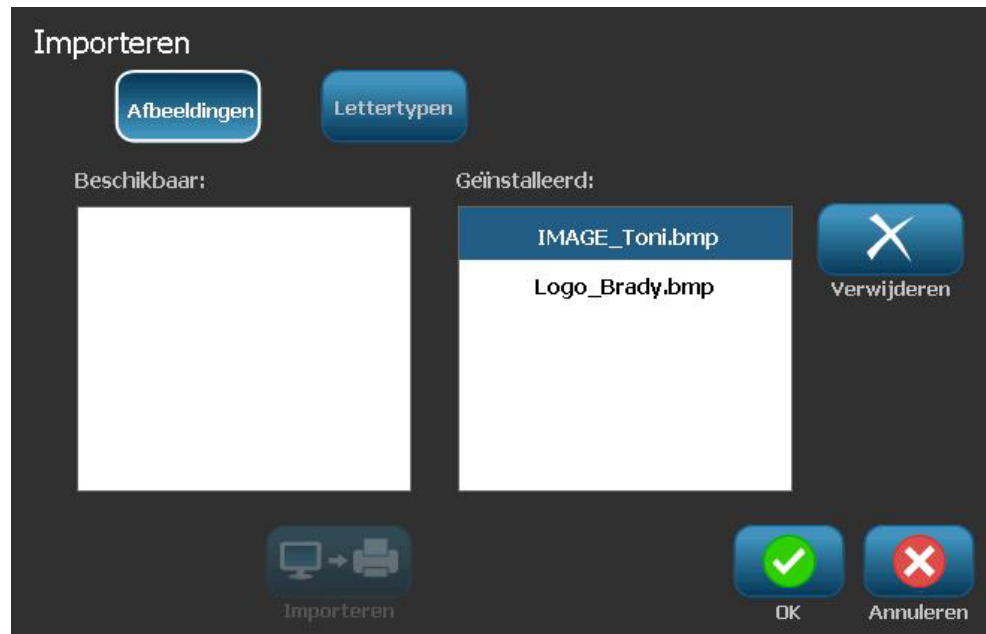 Importeren
Afbeeldingen
Lettertypen
Beschikbaar:
Geïnstalleerd:
IMAGE_Toni.bmp
Logo_Brady.bmp
Verwijderen
Importeren
OK
Annuleren